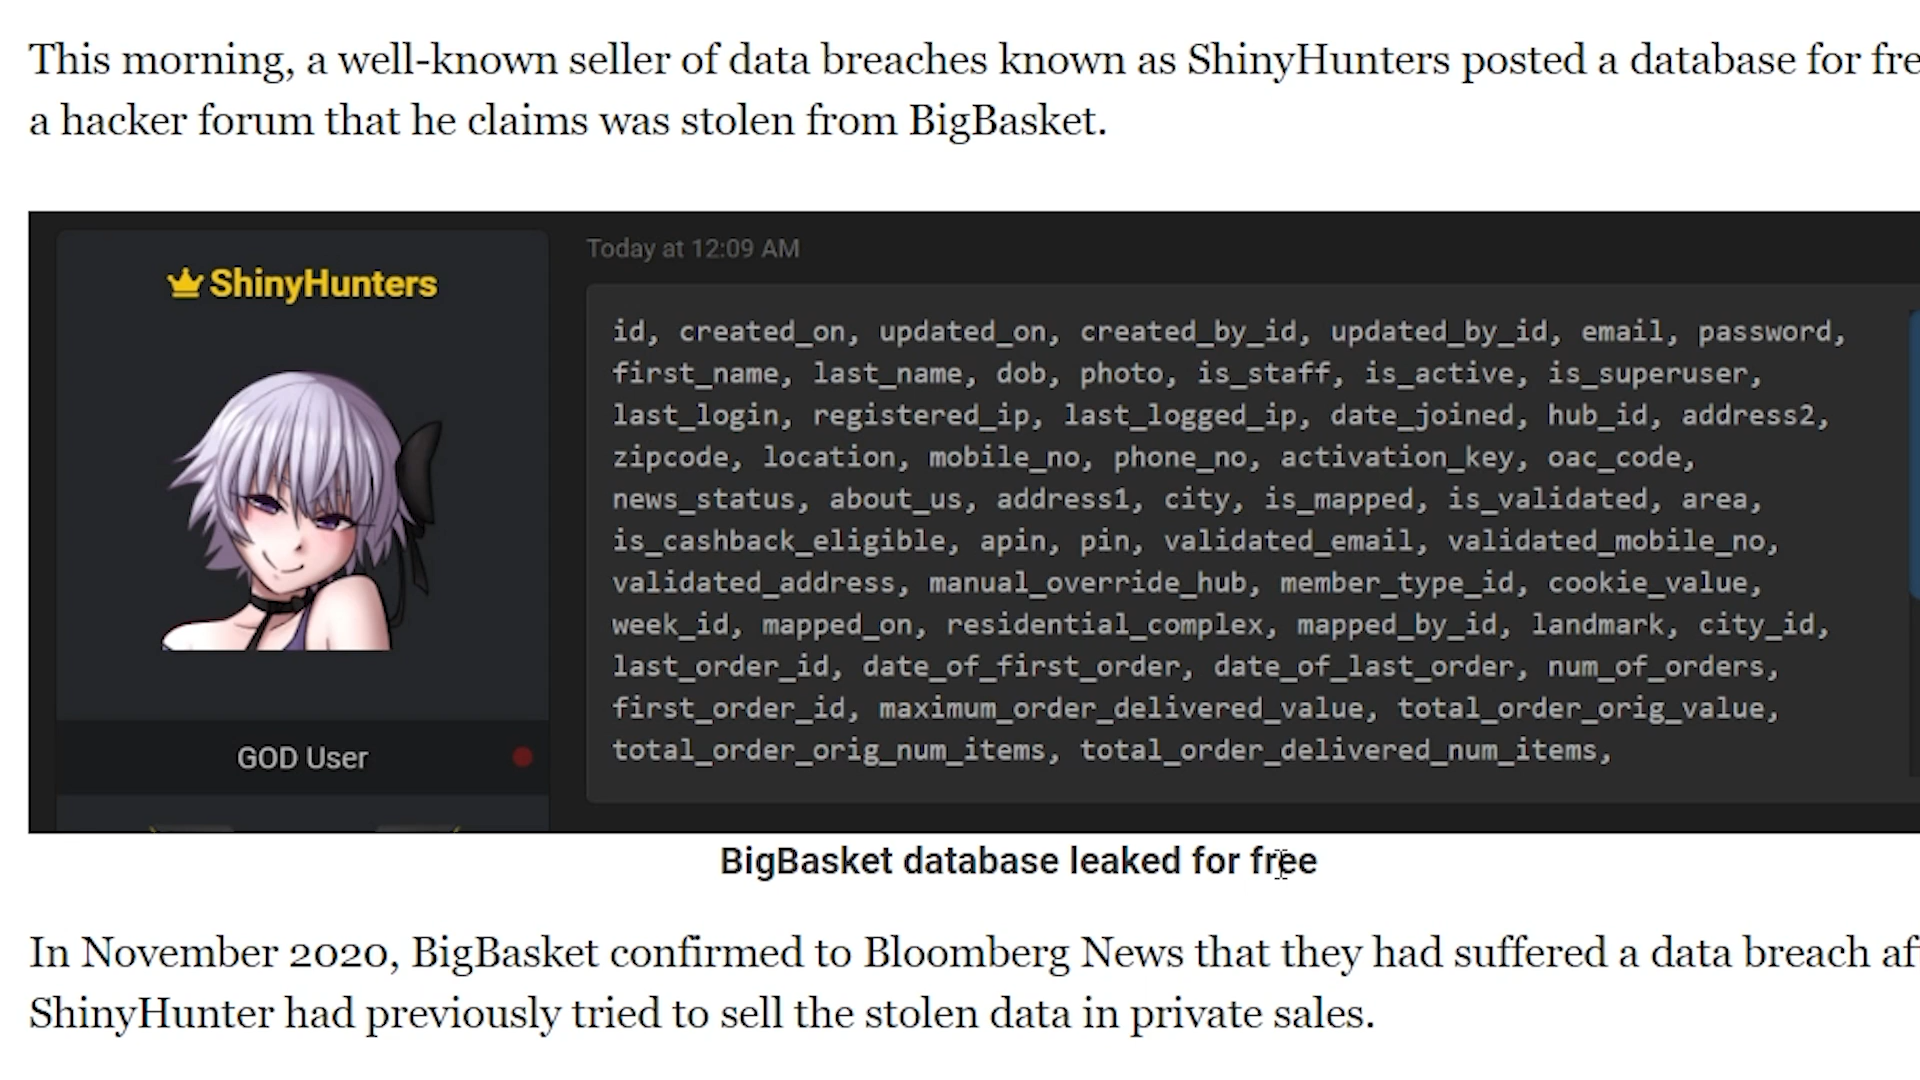 This morning, a well-known seller of data breaches known as ShinyHunters posted a database for
a hacker forum that he claims was stolen from BigBasket.
ShinyHunters
GOD User
Today at 12:09 AM
id, created_on, updated_on, created_by_id, updated_by_id, email, password,
first_name, last_name, dob, photo, is_staff, is_active, is_superuser,
last_login, registered_ip, last_logged_ip, date_joined, hub_id, address2,
zipcode, location, mobile_no, phone_no, activation_key, oac_code,
news_status, about_us, address1, city, is_mapped, is_validated, area,
is_cashback_eligible, apin, pin, validated_email, validated_mobile_no,
validated_address, manual_override_hub, member_type_id, cookie_value,
week_id, mapped_on, residential_complex, mapped_by_id, landmark, city_id,
last_order_id, date_of_first_order, date_of_last_order, num_of_orders,
first_order_id, maximum_order_delivered_value, total_order_orig_value,
total_order_orig_num_items, total_order_delivered_num_items,
BigBasket database leaked for free
In November 2020, BigBasket confirmed to Bloomberg News that they had suffered a data breach
ShinyHunter had previously tried to sell the stolen data in private sales.